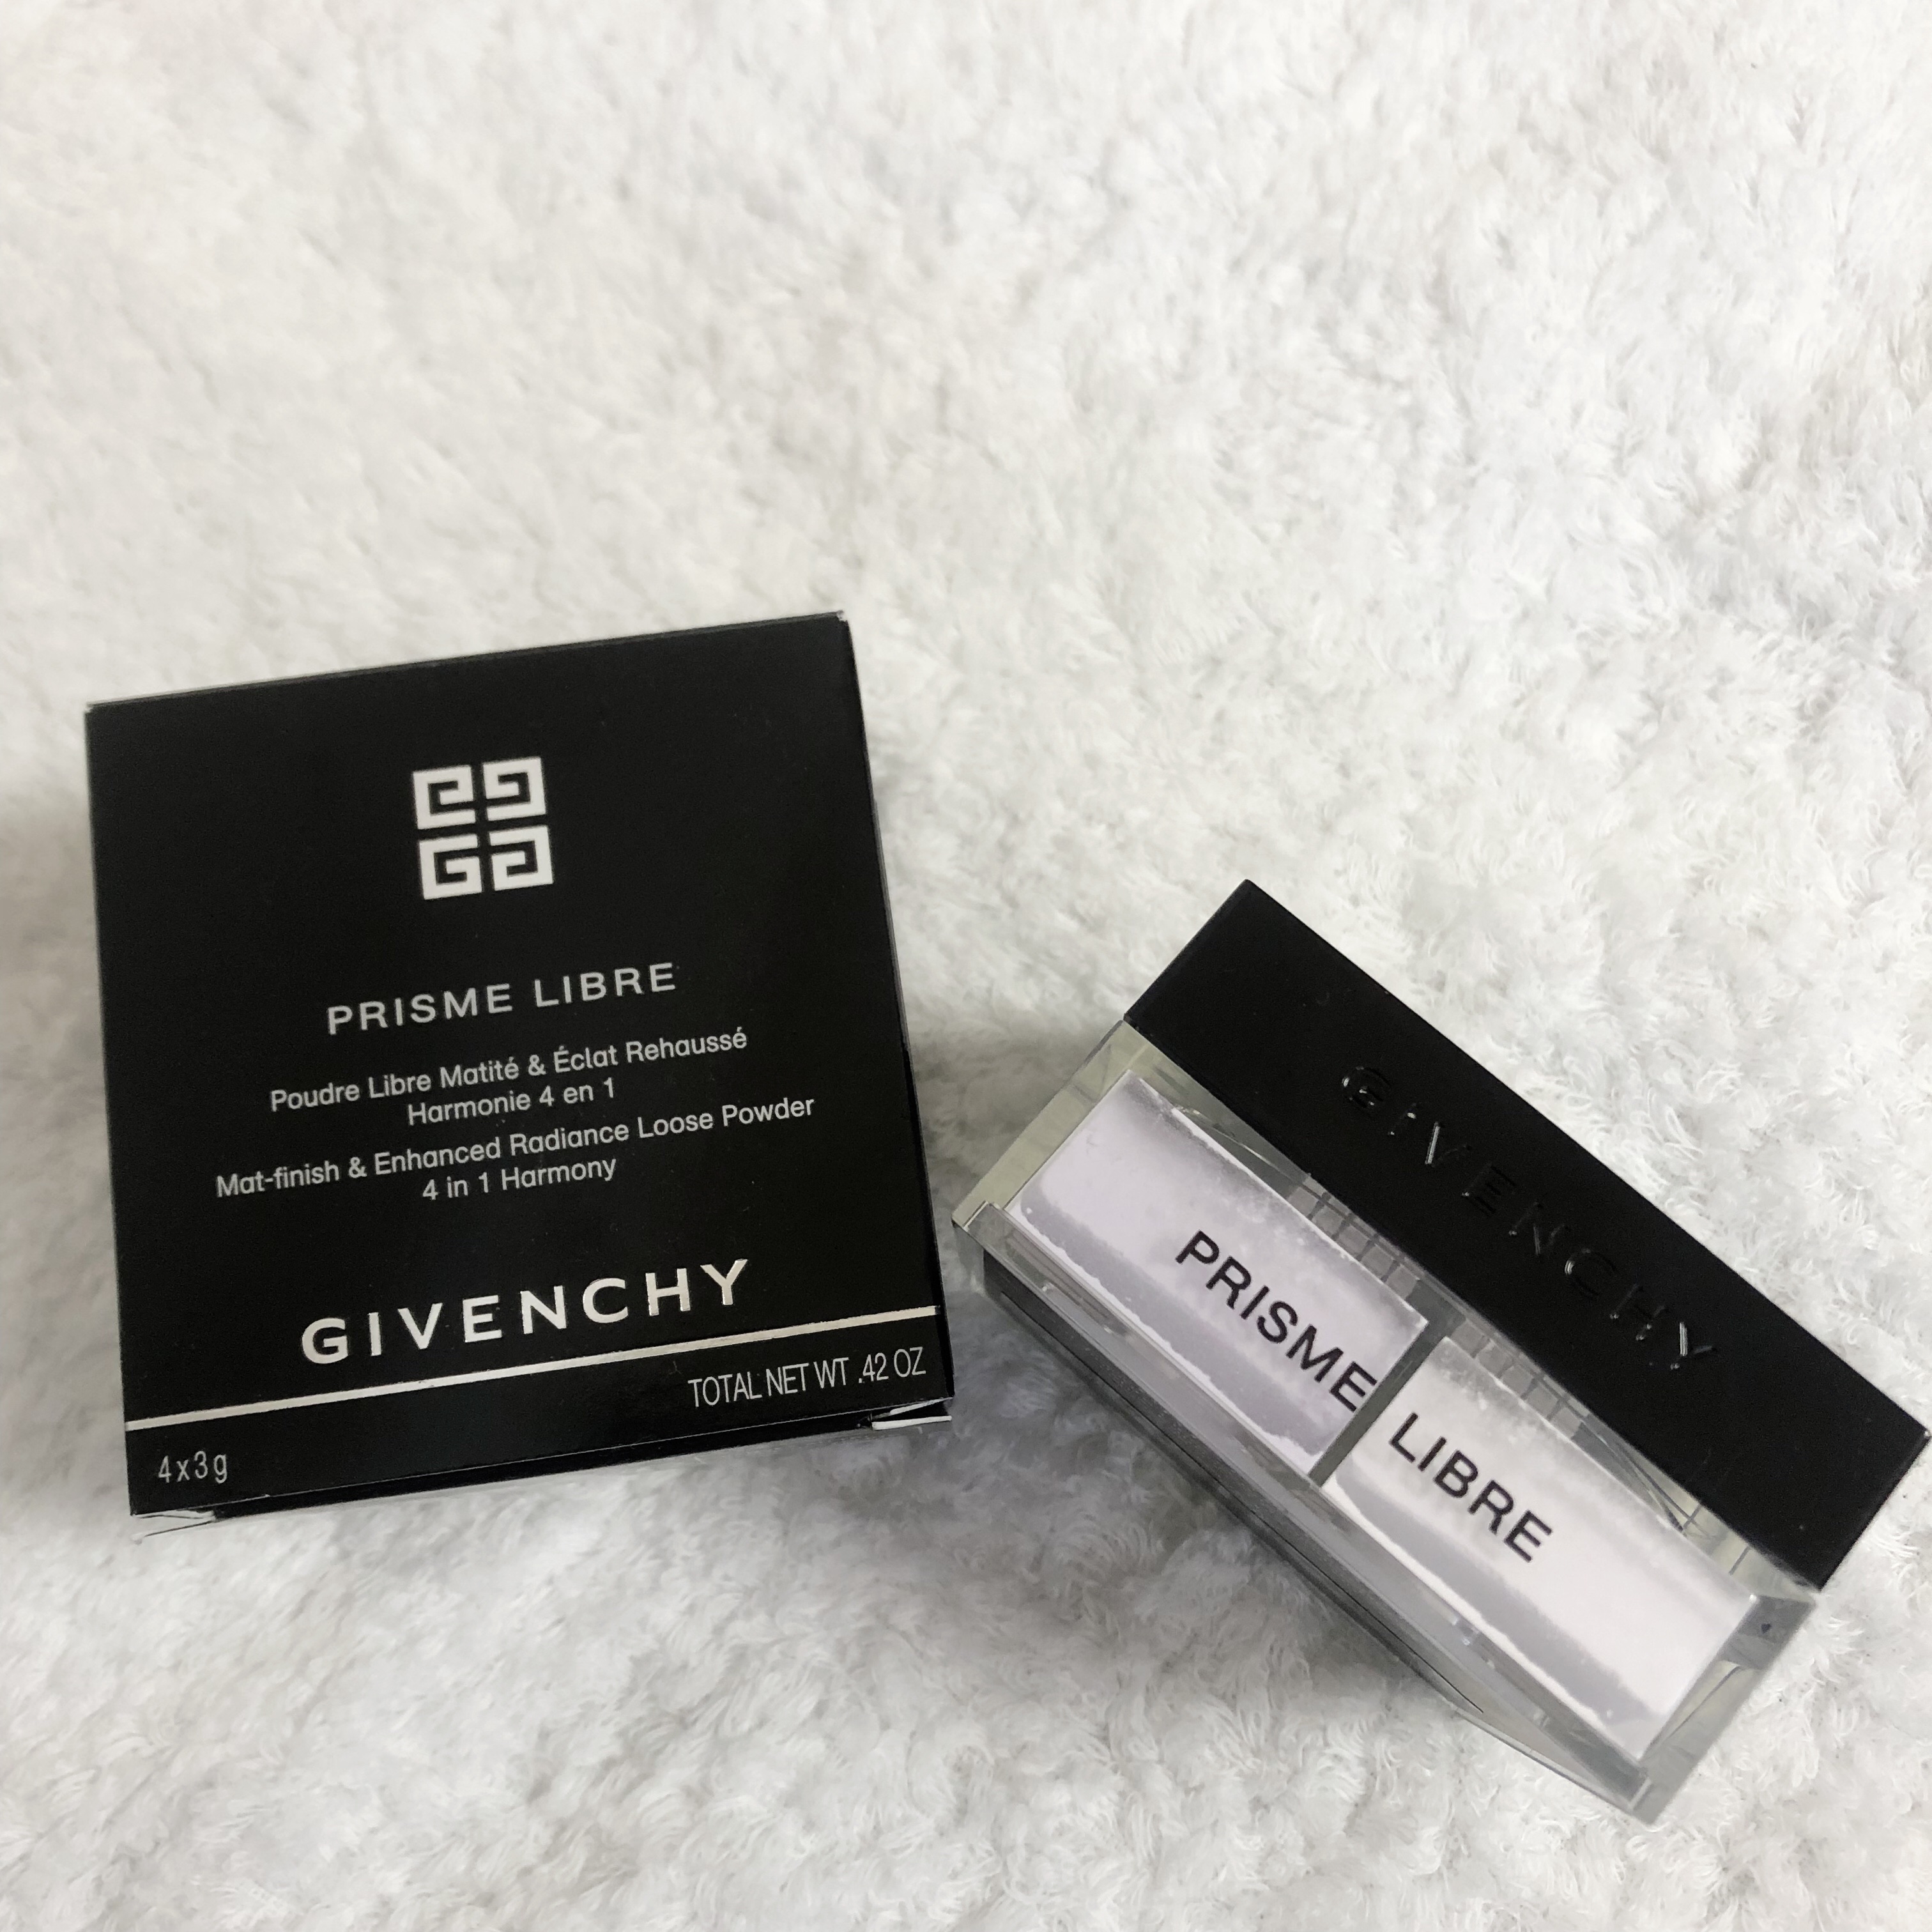 PRISME LIBRE
Poudre Libre Matité & Éclat Rehaussé
Harmonie 4 en 1
Mat-finish & Enhanced Radiance Loose Powder
4 in 1 Harmony
GIVENCHY
TOTAL NET WT .42 OZ
4x3g
GIVENCHY
PRISME LIBRE